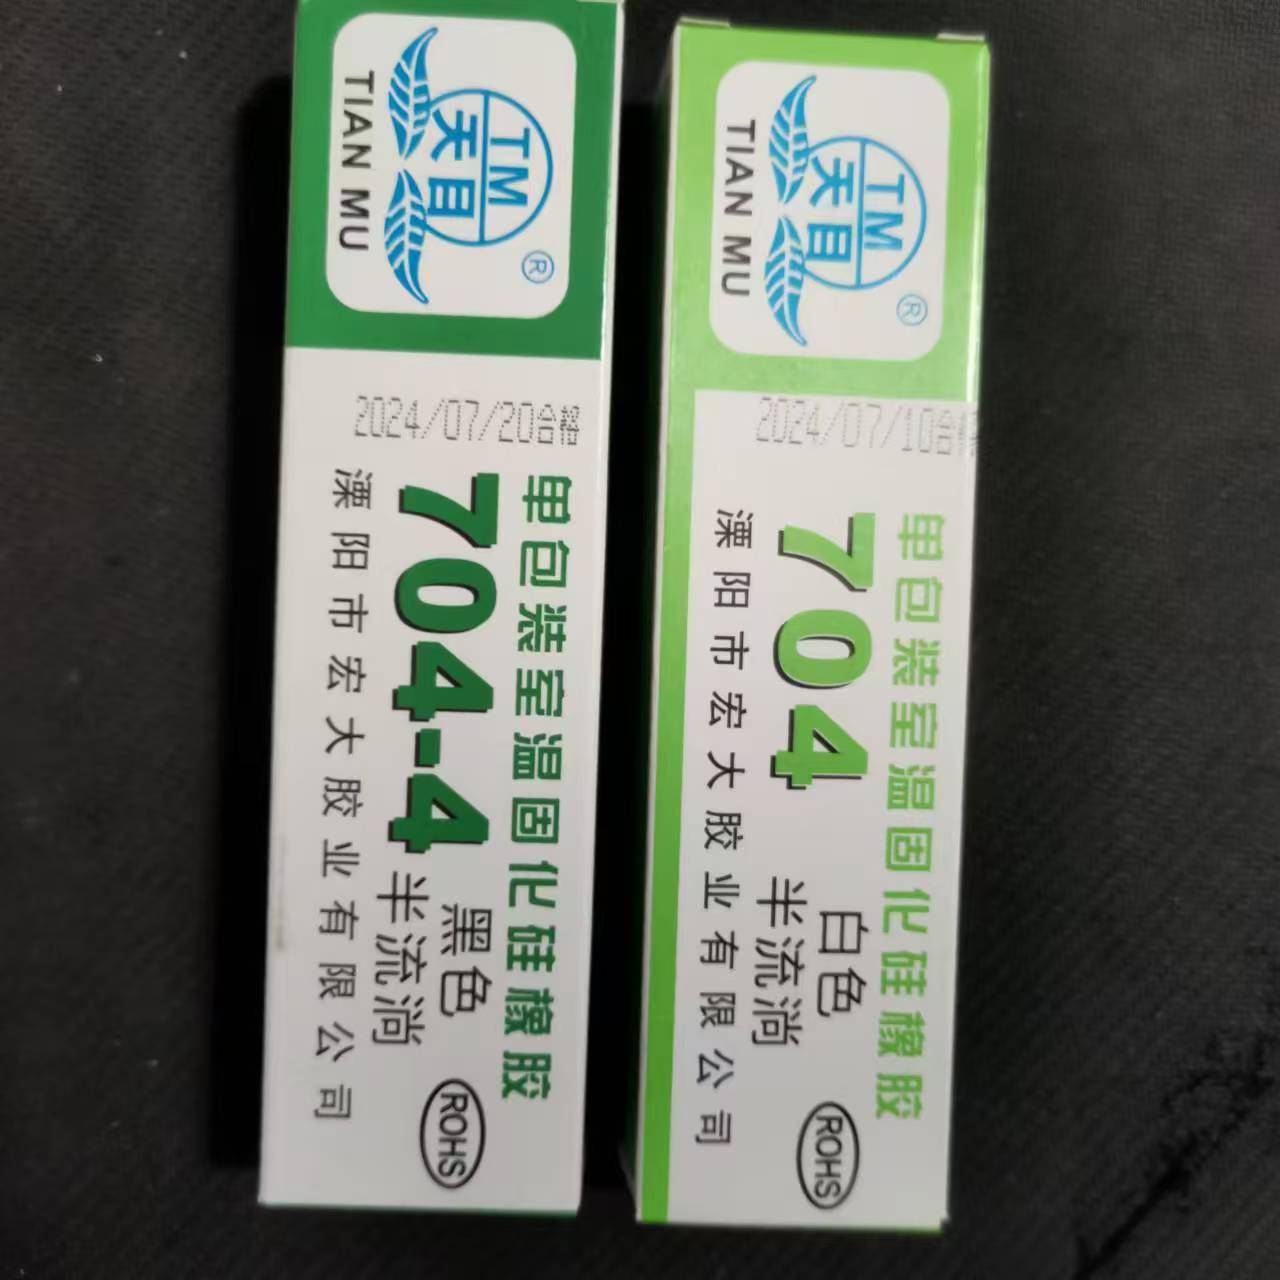 TM
天目
®
TIAN MU
2024/07/20合格
单包装室温固化硅橡胶
704-4
黑色
半流淌
溧阳市宏大胶业有限公司
ROHS
TM
天目
®
TIAN MU
2024/07/10合格
单包装室温固化硅橡胶
704
白色
半流淌
溧阳市宏大胶业有限公司
ROHS